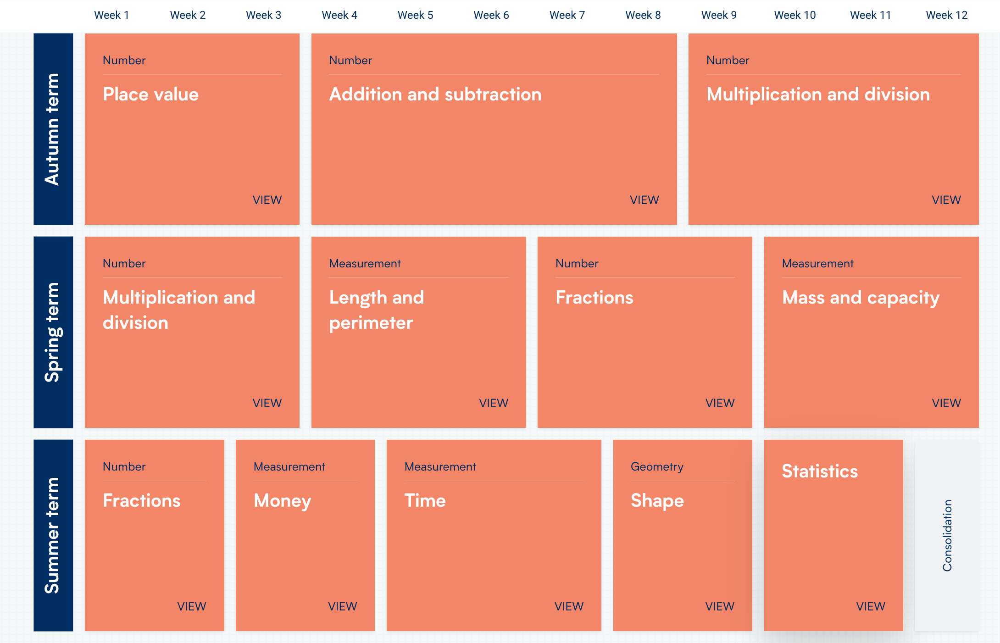 Week 1 Week 2 Week 3 Week 4 Week 5 Week 6 Week 7 Week 8 Week 9 Week 10 Week 11 Week 12
Autumn term
Number
Place value
VIEW
Number
Addition and subtraction
VIEW
Number
Multiplication and division
VIEW
Spring term
Number
Multiplication and
division
VIEW
Measurement
Length and
perimeter
VIEW
Number
Fractions
VIEW
Measurement
Mass and capacity
VIEW
Summer term
Number
Fractions
VIEW
Measurement
Money
VIEW
Measurement
Time
VIEW
Geometry
Shape
VIEW
Statistics
VIEW
Consolidation